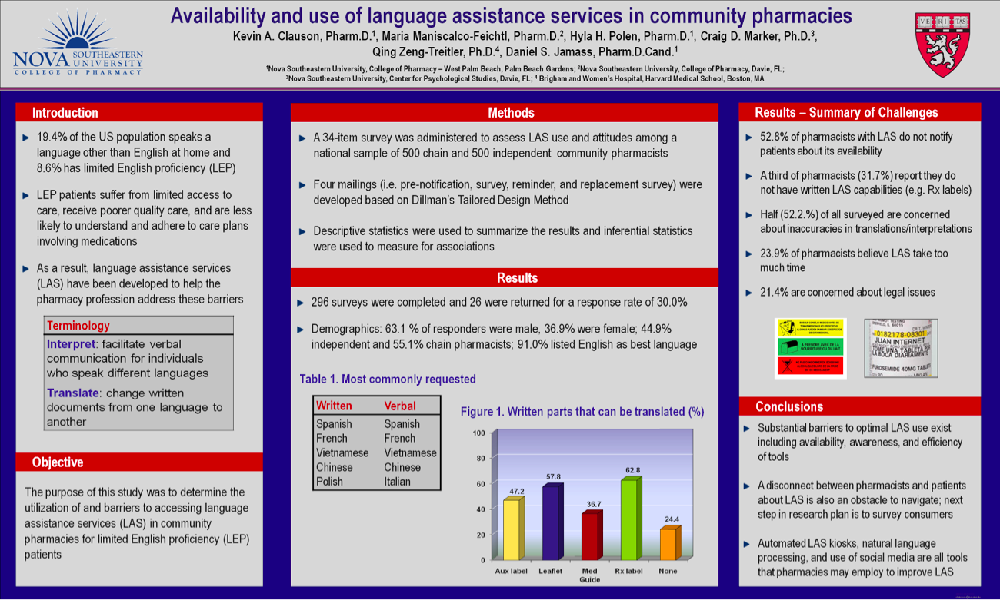 Availability and use of language assistance services in community pharmacies
Kevin A. Clauson, Pharm.D.1, Maria Maniscalco-Feichtl, Pharm.D.2, Hyla H. Polen, Pharm.D.1, Craig D. Marker, Ph.D.3,
Qing Zeng-Treitler, Ph.D.4, Daniel S. Jamass, Pharm.D.Cand.1
1Nova Southeastern University, College of Pharmacy – West Palm Beach, Palm Beach Gardens; 2Nova Southeastern University, College of Pharmacy, Davie, FL;
3Nova Southeastern University, Center for Psychological Studies, Davie, FL; 4 Brigham and Women's Hospital, Harvard Medical School, Boston, MA
NOVA SOUTHEASTERN
UNIVERSITY
COLLEGE OF PHARMACY
VE RI TAS
Introduction
19.4% of the US population speaks a
language other than English at home and
8.6% has limited English proficiency (LEP)
LEP patients suffer from limited access to
care, receive poorer quality care, and are less
likely to understand and adhere to care plans
involving medications
As a result, language assistance services
(LAS) have been developed to help the
pharmacy profession address these barriers
Terminology
Interpret: facilitate verbal
communication for individuals
who speak different languages
Translate: change written
documents from one language to
another
Objective
The purpose of this study was to determine the
utilization of and barriers to accessing language
assistance services (LAS) in community
pharmacies for limited English proficiency (LEP)
patients
Methods
A 34-item survey was administered to assess LAS use and attitudes among a
national sample of 500 chain and 500 independent community pharmacists
Four mailings (i.e. pre-notification, survey, reminder, and replacement survey) were
developed based on Dillman's Tailored Design Method
Descriptive statistics were used to summarize the results and inferential statistics
were used to measure for associations
Results
296 surveys were completed and 26 were returned for a response rate of 30.0%
Demographics: 63.1 % of responders were male, 36.9% were female; 44.9%
independent and 55.1% chain pharmacists; 91.0% listed English as best language
Table 1. Most commonly requested
Written Verbal
Spanish Spanish
French French
Vietnamese Vietnamese
Chinese Chinese
Polish Italian
Figure 1. Written parts that can be translated (%)
100
80
60
40
20
0
47.2
57.8
36.7
62.8
24.4
Aux label Leaflet Med Guide Rx label None
Results – Summary of Challenges
52.8% of pharmacists with LAS do not notify
patients about its availability
A third of pharmacists (31.7%) report they do
not have written LAS capabilities (e.g. Rx labels)
Half (52.2.%) of all surveyed are concerned
about inaccuracies in translations/interpretations
23.9% of pharmacists believe LAS take too
much time
21.4% are concerned about legal issues
A PRENDRE AVEC DE LA
NOURRITURE OU DU LAIT
0182178-08301
JUAN INTERNET
TOME UNA TABLETA POR
LA BOCA DIARIAMENTE
FUROSEMIDE 40MG TABLET
Conclusions
Substantial barriers to optimal LAS use exist
including availability, awareness, and efficiency
of tools
A disconnect between pharmacists and patients
about LAS is also an obstacle to navigate; next
step in research plan is to survey consumers
Automated LAS kiosks, natural language
processing, and use of social media are all tools
that pharmacies may employ to improve LAS